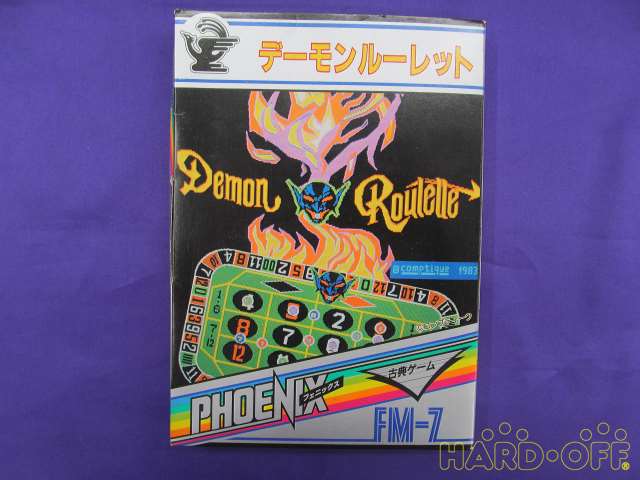 デーモンルーレット
Demon Roulette
@comptique 1983
PHOENIX
フェニックス
古典ゲーム
FM-7
HARD-OFF